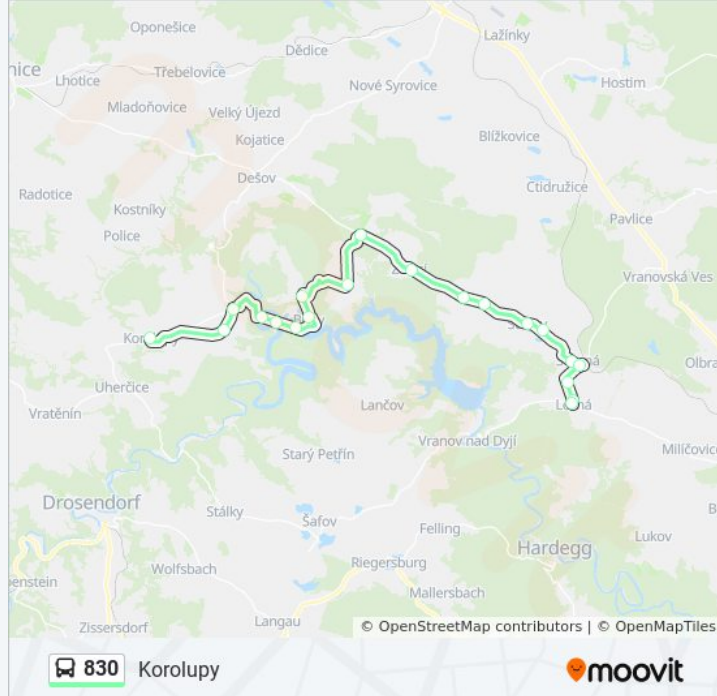 Oponešice
Lažínky
Dědice
nice
Třebelovice
Lhotice
Nové Syrovice
Hostim
Mladoňovice
Velký Újezd
Kojatice
Blížkovice
Dešov
Ctidružice
Radotice
Kostníky
Police
Pavlice
Vranovská Ves
Olbra
Uherčice
Lančov
Vratěnín
Vranov nad Dyjí
Milíčovice
Starý Petřín
Drosendorf
Stálky
Šafov
Felling
Lukov
Hardegg
Riegersburg
Wolfsbach
Mallersbach
Langau
Zissersdorf
© OpenStreetMap contributors | © OpenMapTiles
830 Korolupy
moovit